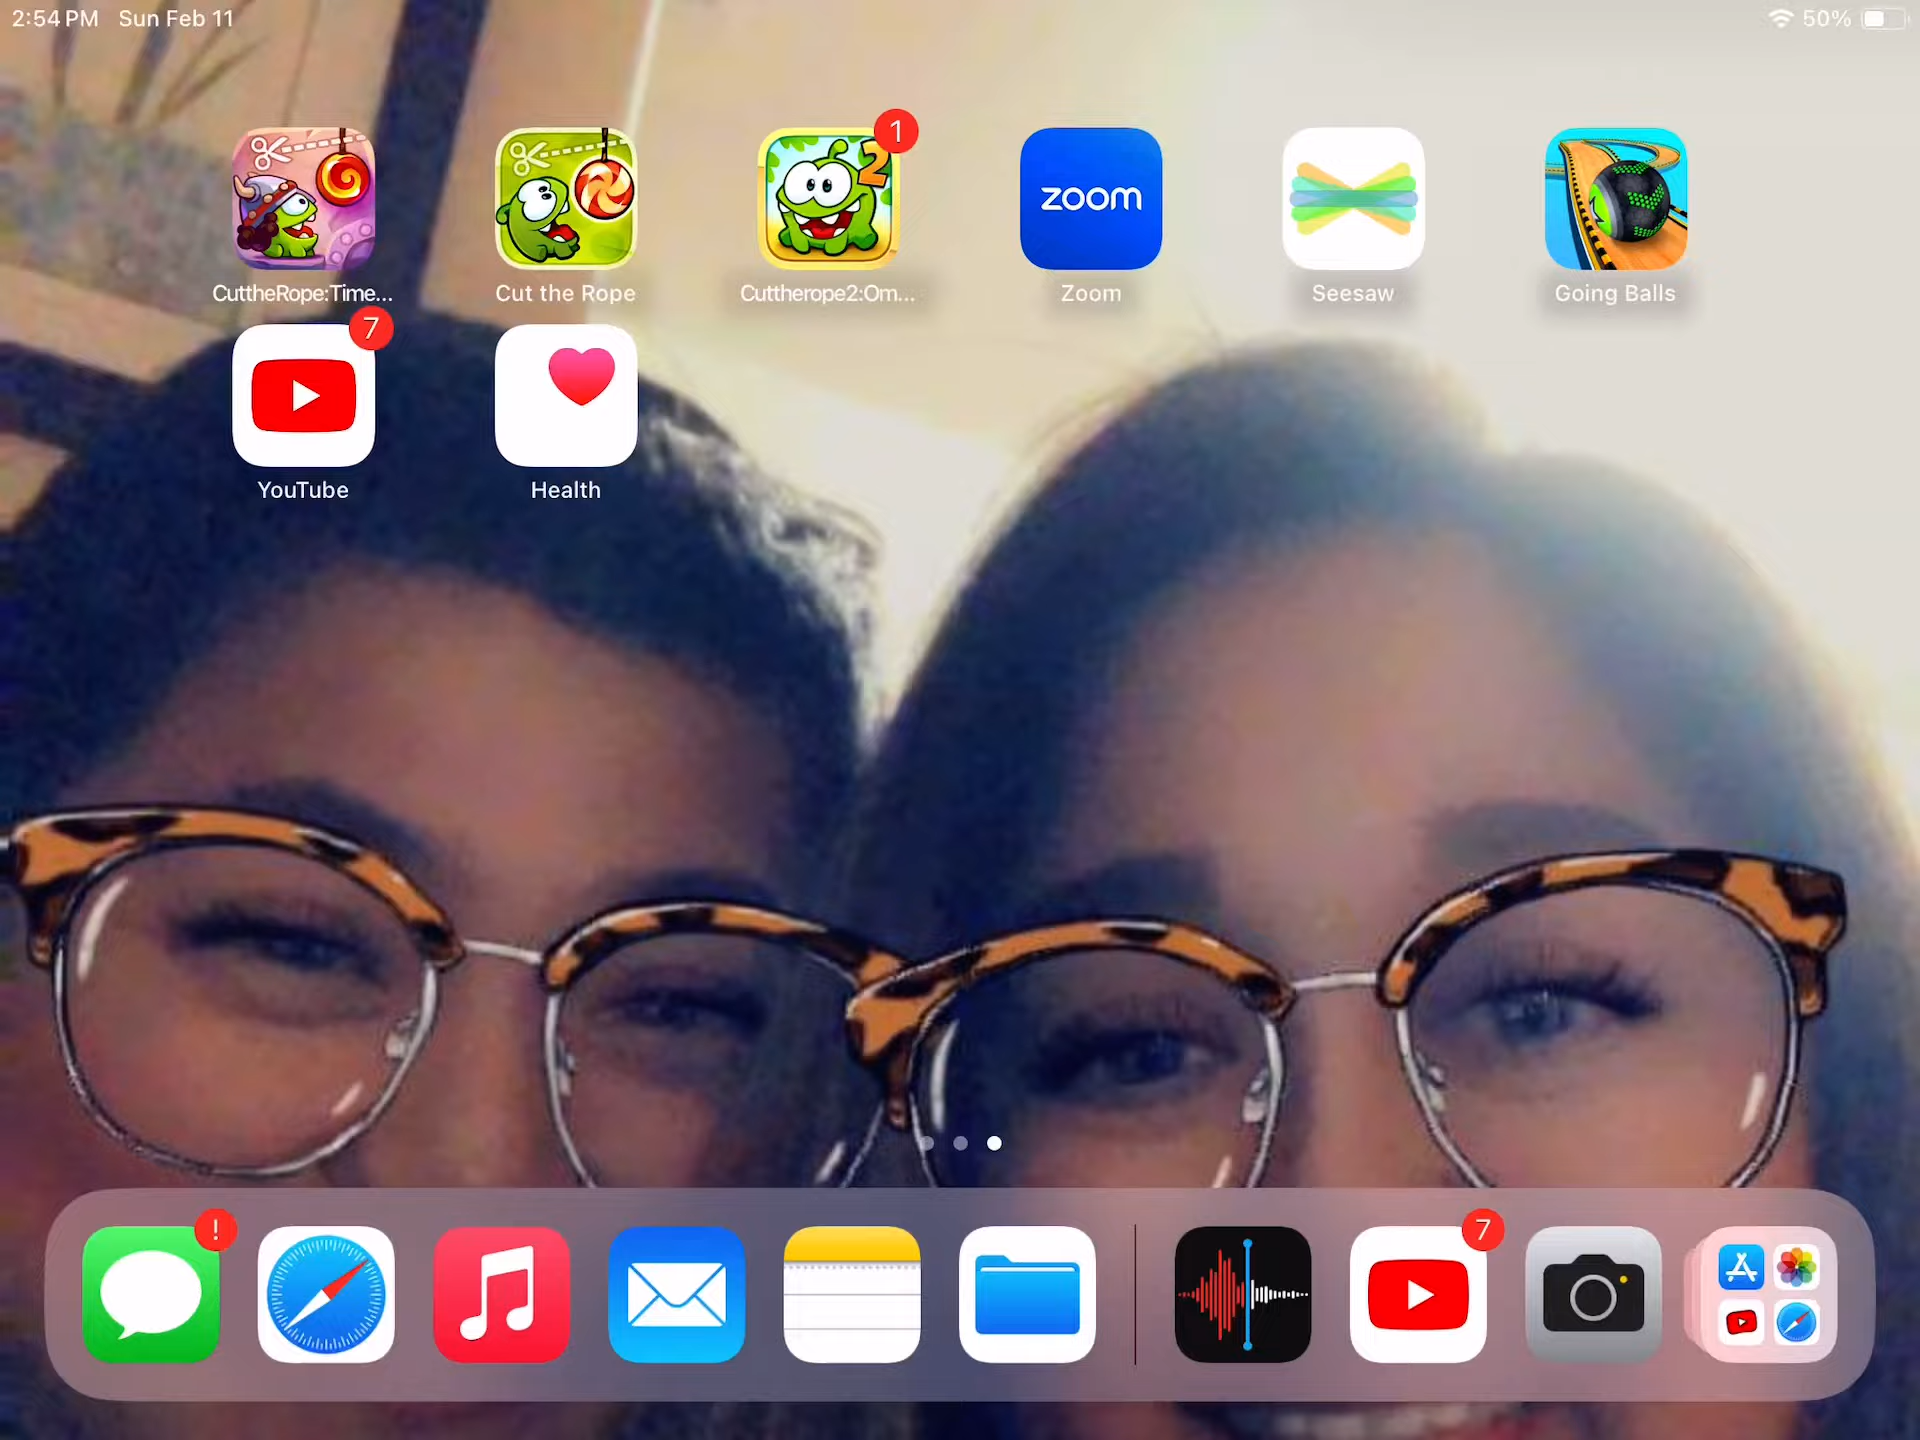 2:54 PM Sun Feb 11 50%
1
2
zoom
CuttheRope:Time... Cut the Rope Cuttherope2:Om... Zoom Seesaw Going Balls
7
YouTube Health
! 7